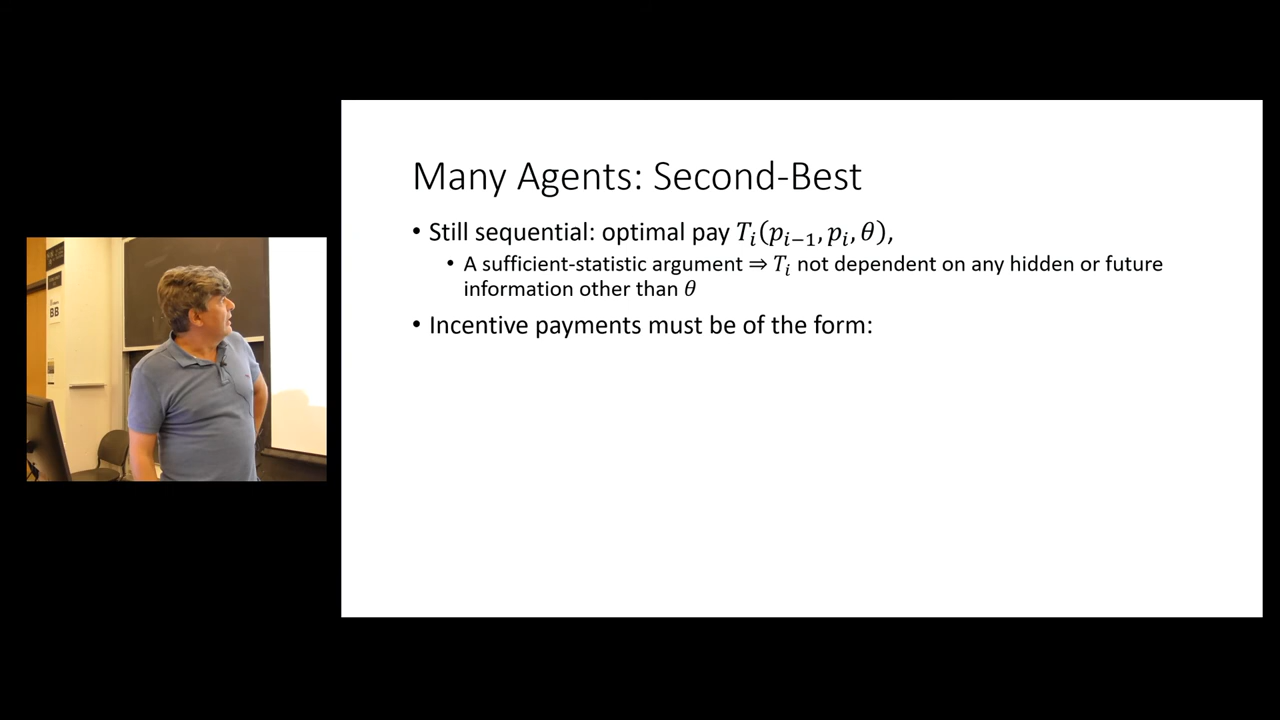 Many Agents: Second-Best
• Still sequential: optimal pay Tᵢ(pᵢ₋₁, pᵢ, θ),
• A sufficient-statistic argument ⇒ Tᵢ not dependent on any hidden or future
information other than θ
• Incentive payments must be of the form:
BB